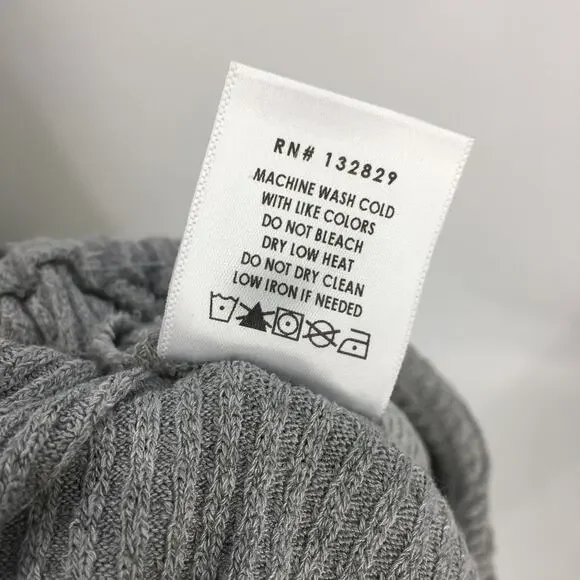 RN# 132829
MACHINE WASH COLD
WITH LIKE COLORS
DO NOT BLEACH
DRY LOW HEAT
DO NOT DRY CLEAN
LOW IRON IF NEEDED